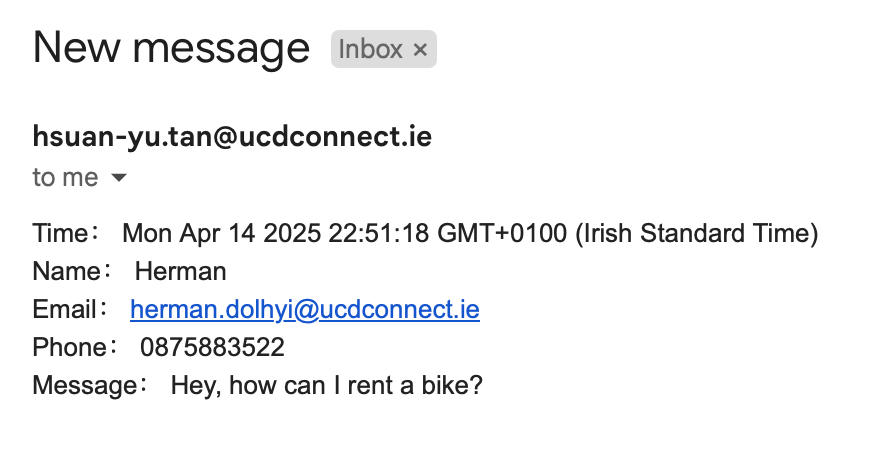 New message Inbox ×
hsuan-yu.tan@ucdconnect.ie
to me
Time： Mon Apr 14 2025 22:51:18 GMT+0100 (Irish Standard Time)
Name： Herman
Email： herman.dolhyi@ucdconnect.ie
Phone： 0875883522
Message： Hey, how can I rent a bike?